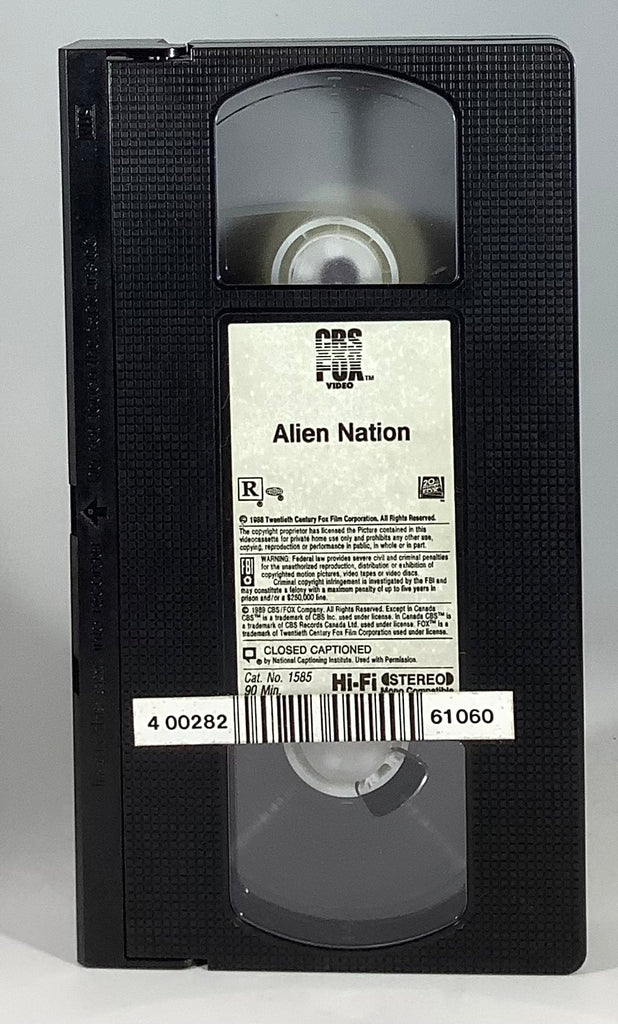 CBS
FOX™
VIDEO
Alien Nation
R
20th
FOX
© 1988 Twentieth Century Fox Film Corporation. All Rights Reserved.
The copyright proprietor has licensed the Picture contained in this
videocassette for private home use only and prohibits any other use,
copying, reproduction or performance in public, in whole or in part.
FBI
WARNING: Federal law provides severe civil and criminal penalties
for the unauthorized reproduction, distribution or exhibition of
copyrighted motion pictures, video tapes or video discs.
Criminal copyright infringement is investigated by the FBI and
may constitute a felony with a maximum penalty of up to five years in
prison and/or a $250,000 fine.
© 1989 CBS/FOX Company. All Rights Reserved. Except in Canada
CBS™ is a trademark of CBS Inc. used under license. In Canada CBS™ is
a trademark of CBS Records Canada Ltd. used under license. FOX™ is a
trademark of Twentieth Century Fox Film Corporation used under license.
CLOSED CAPTIONED
® by National Captioning Institute. Used with Permission.
Cat. No. 1585
90 Min.
Hi-Fi STEREO
Mono Compatible
4 00282 61060